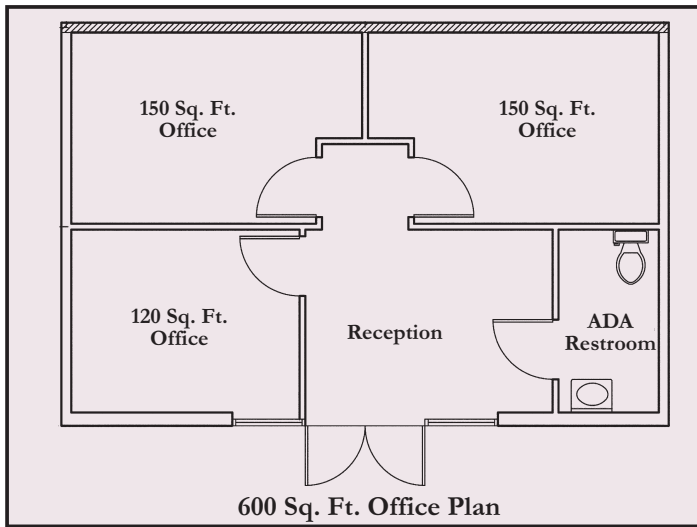 150 Sq. Ft.
Office
150 Sq. Ft.
Office
120 Sq. Ft.
Office
Reception
ADA
Restroom
600 Sq. Ft. Office Plan